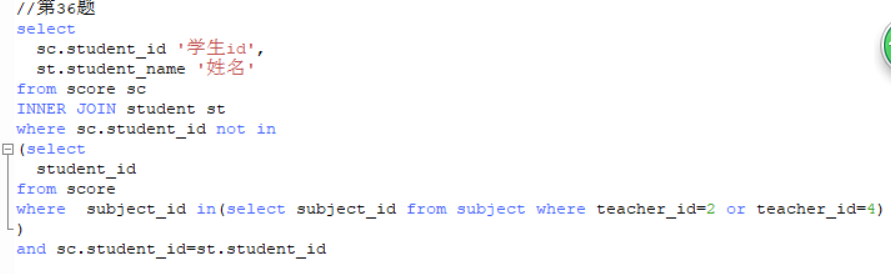 //第36题
select
sc.student_id '学生id',
st.student_name '姓名'
from score sc
INNER JOIN student st
where sc.student_id not in
(select
student_id
from score
where  subject_id in(select subject_id from subject where teacher_id=2 or teacher_id=4)
)
and sc.student_id=st.student_id